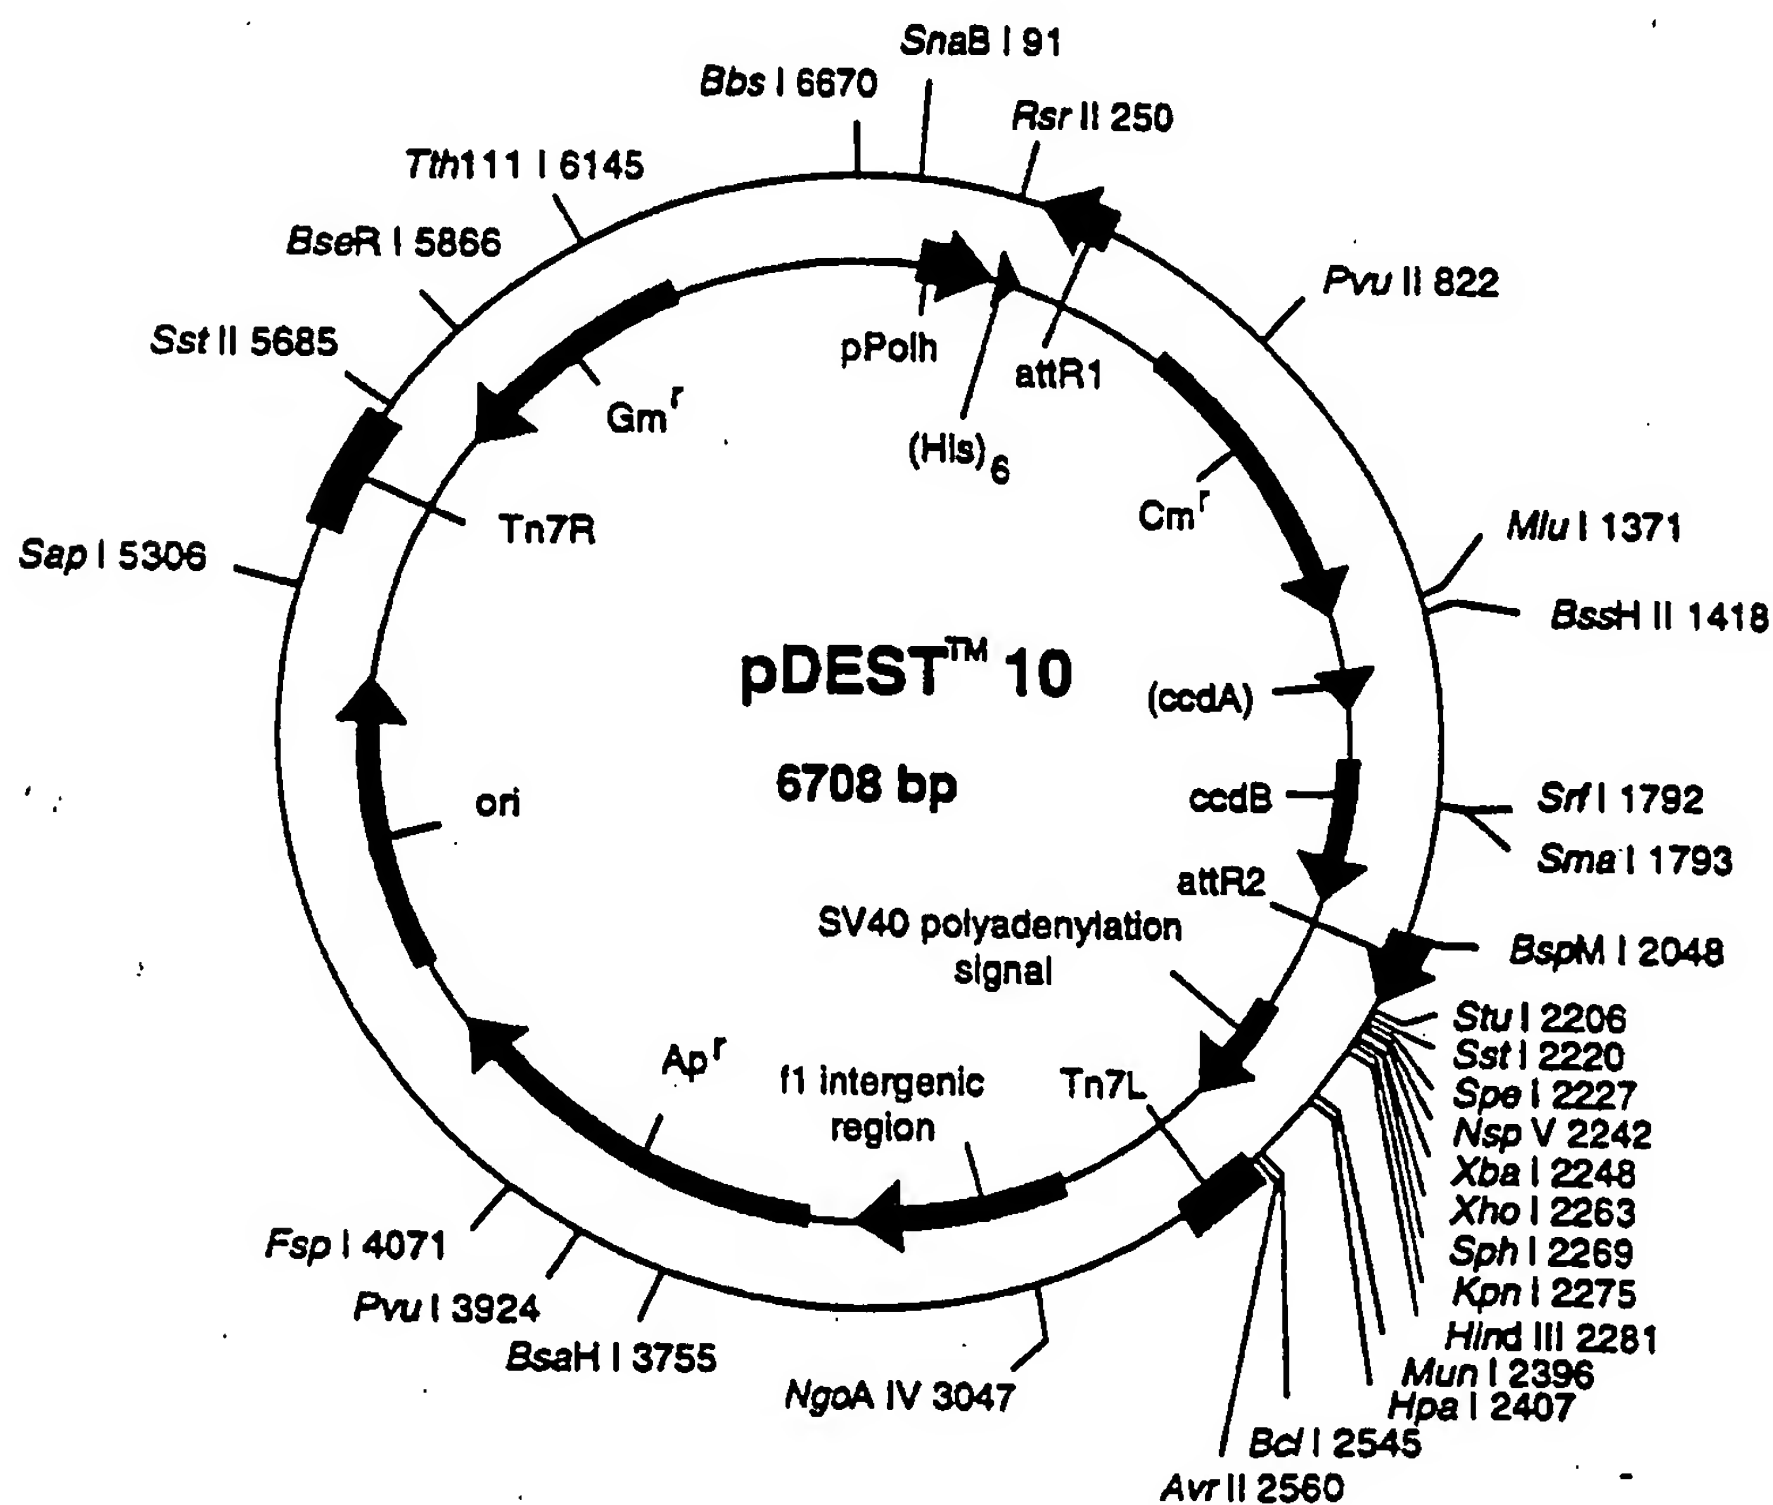 SnaB I 91
Bbs I 6670
Rsr II 250
Tth111 I 6145
BseR I 5866
Pvu II 822
Sst II 5685
pPolh
attR1
Gmr
(His)6
Cmr
Tn7R
Mlu I 1371
Sap I 5306
BssH II 1418
pDEST™ 10
(ccdA)
6708 bp
ccdB
ori
Srf I 1792
Sma I 1793
attR2
SV40 polyadenylation
signal
BspM I 2048
Stu I 2206
Sst I 2220
Spe I 2227
Nsp V 2242
Xba I 2248
Xho I 2263
Sph I 2269
Kpn I 2275
Hind III 2281
Mun I 2396
Hpa I 2407
Apr
f1 intergenic
region
Tn7L
Fsp I 4071
Pvu I 3924
BsaH I 3755
NgoA IV 3047
Bcl I 2545
Avr II 2560